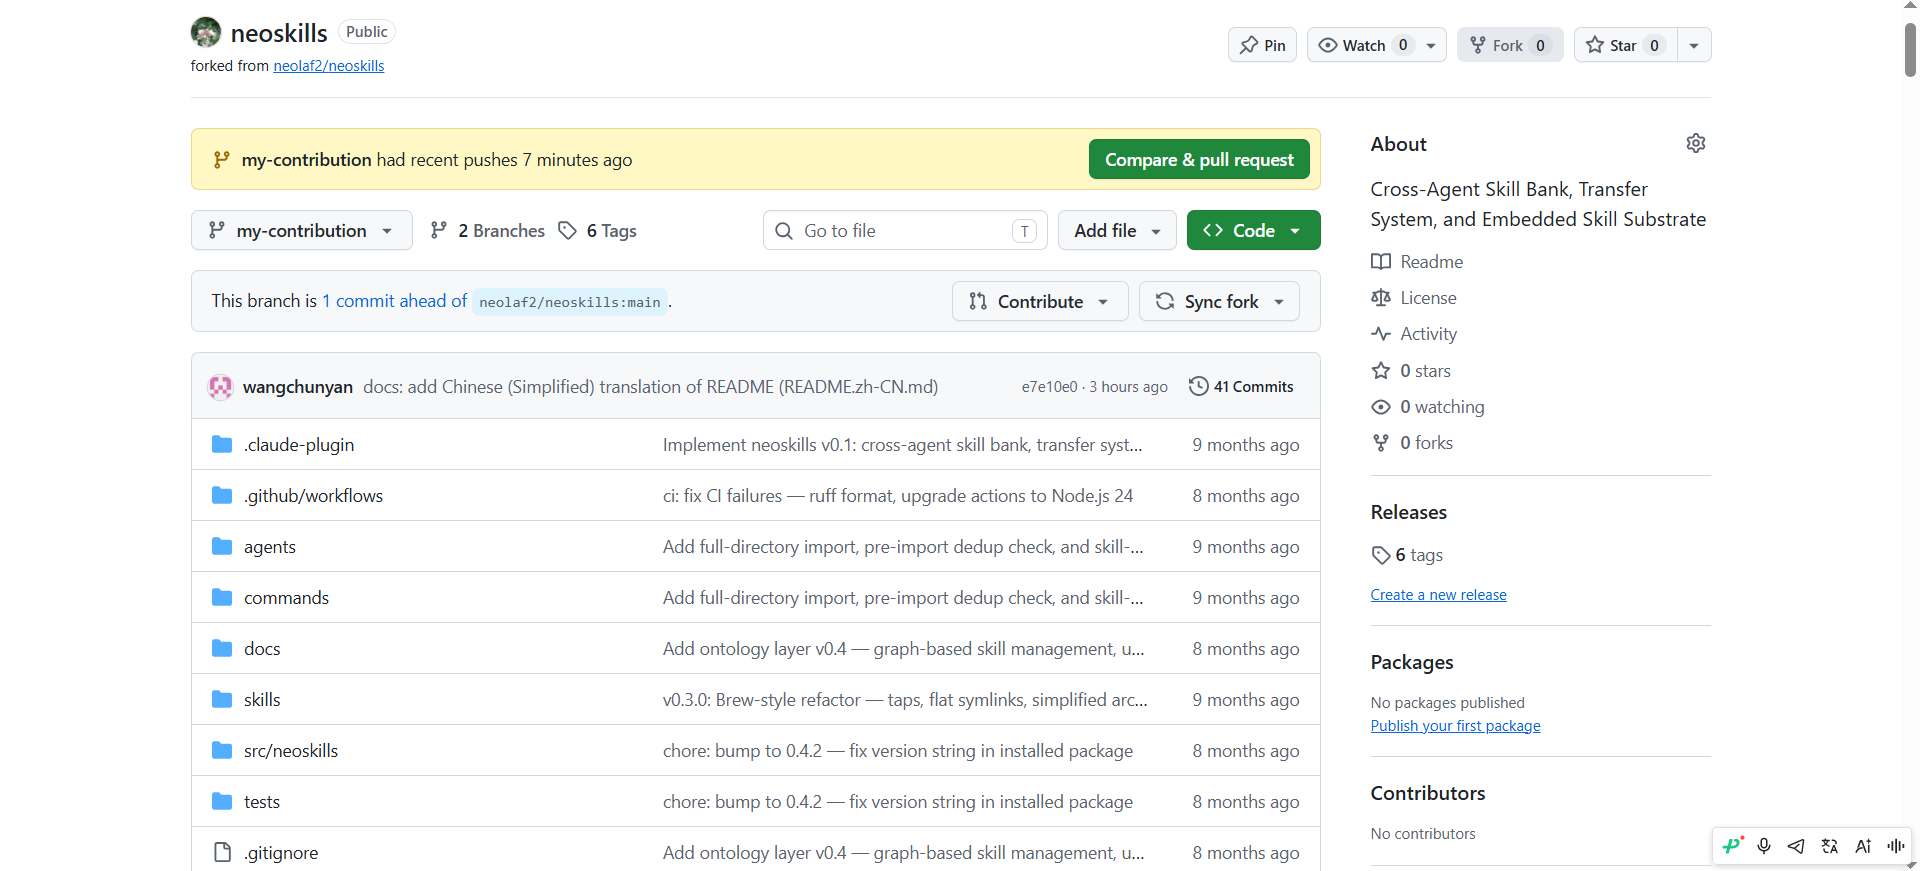 neoskills Public
forked from neolaf2/neoskills
Pin
Watch 0
Fork 0
Star 0
my-contribution had recent pushes 7 minutes ago
Compare & pull request
my-contribution
2 Branches
6 Tags
Go to file
T
Add file
<> Code
This branch is 1 commit ahead of neolaf2/neoskills:main.
Contribute
Sync fork
wangchunyan docs: add Chinese (Simplified) translation of README (README.zh-CN.md) e7e10e0 · 3 hours ago 41 Commits
.claude-plugin Implement neoskills v0.1: cross-agent skill bank, transfer syst... 9 months ago
.github/workflows ci: fix CI failures — ruff format, upgrade actions to Node.js 24 8 months ago
agents Add full-directory import, pre-import dedup check, and skill-... 9 months ago
commands Add full-directory import, pre-import dedup check, and skill-... 9 months ago
docs Add ontology layer v0.4 — graph-based skill management, u... 8 months ago
skills v0.3.0: Brew-style refactor — taps, flat symlinks, simplified arc... 9 months ago
src/neoskills chore: bump to 0.4.2 — fix version string in installed package 8 months ago
tests chore: bump to 0.4.2 — fix version string in installed package 8 months ago
.gitignore Add ontology layer v0.4 — graph-based skill management, u... 8 months ago
About
Cross-Agent Skill Bank, Transfer
System, and Embedded Skill Substrate
Readme
License
Activity
0 stars
0 watching
0 forks
Releases
6 tags
Create a new release
Packages
No packages published
Publish your first package
Contributors
No contributors